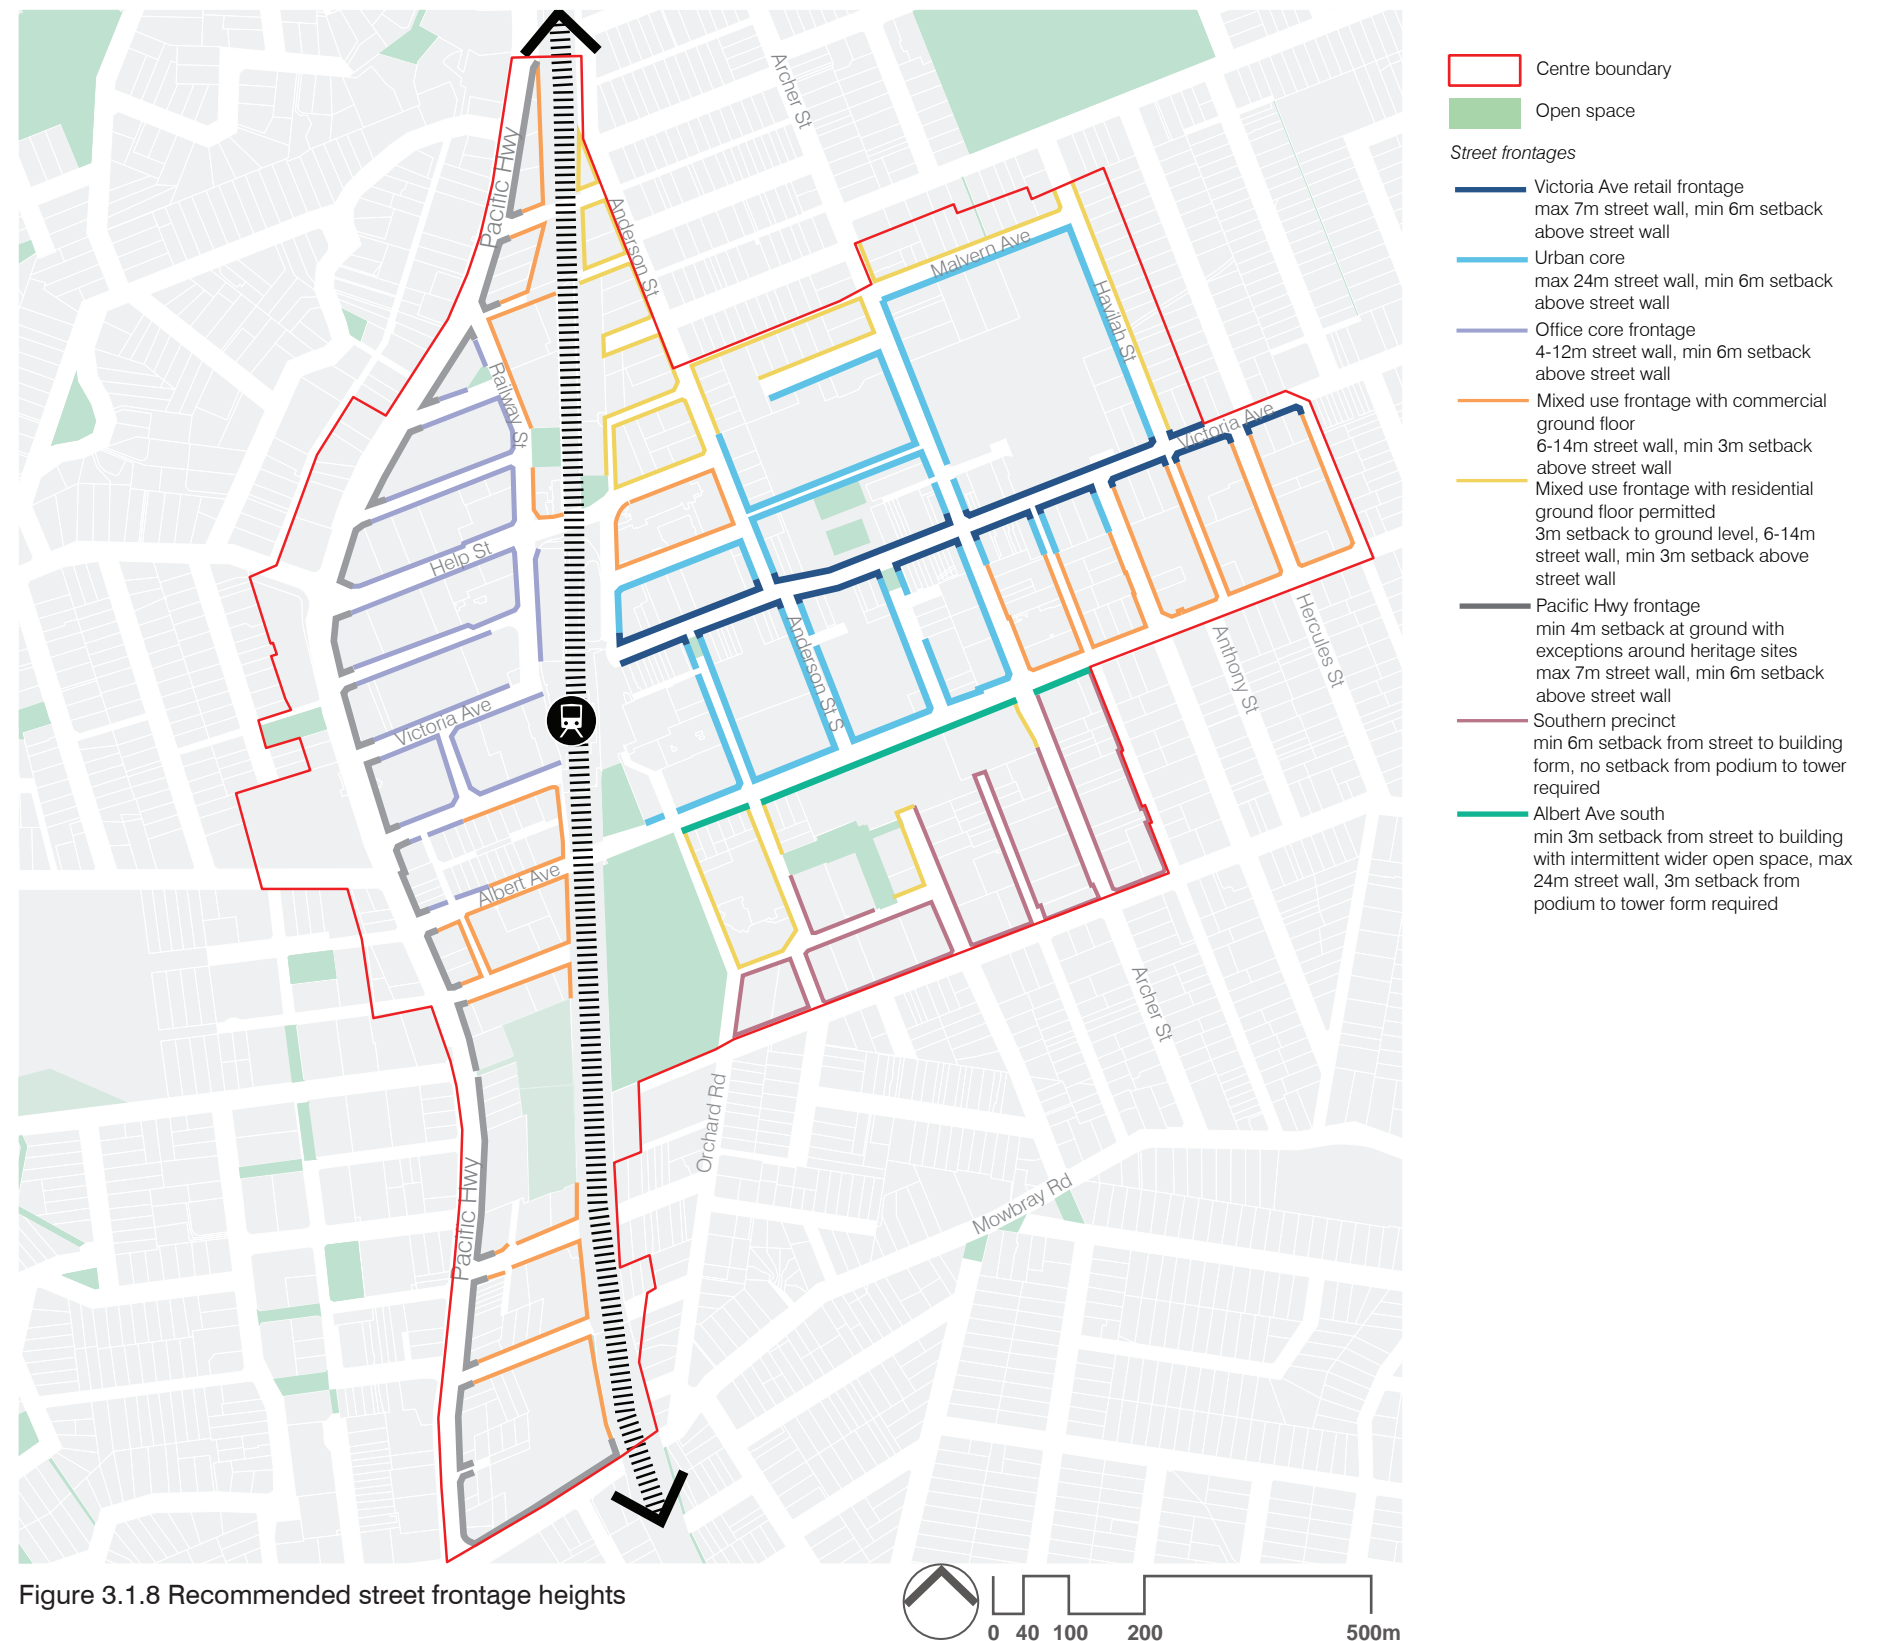 Archer St
Pacific Hwy
Anderson St
Malvern Ave
Havilah St
Railway St
Victoria Ave
Help St
Anderson St S
Hercules St
Anthony St
Victoria Ave
Albert Ave
Archer St
Orchard Rd
Mowbray Rd
Pacific Hwy
Centre boundary
Open space
Street frontages
Victoria Ave retail frontage
max 7m street wall, min 6m setback
above street wall
Urban core
max 24m street wall, min 6m setback
above street wall
Office core frontage
4-12m street wall, min 6m setback
above street wall
Mixed use frontage with commercial
ground floor
6-14m street wall, min 3m setback
above street wall
Mixed use frontage with residential
ground floor permitted
3m setback to ground level, 6-14m
street wall, min 3m setback above
street wall
Pacific Hwy frontage
min 4m setback at ground with
exceptions around heritage sites
max 7m street wall, min 6m setback
above street wall
Southern precinct
min 6m setback from street to building
form, no setback from podium to tower
required
Albert Ave south
min 3m setback from street to building
with intermittent wider open space, max
24m street wall, 3m setback from
podium to tower form required
Figure 3.1.8 Recommended street frontage heights
0 40 100 200 500m